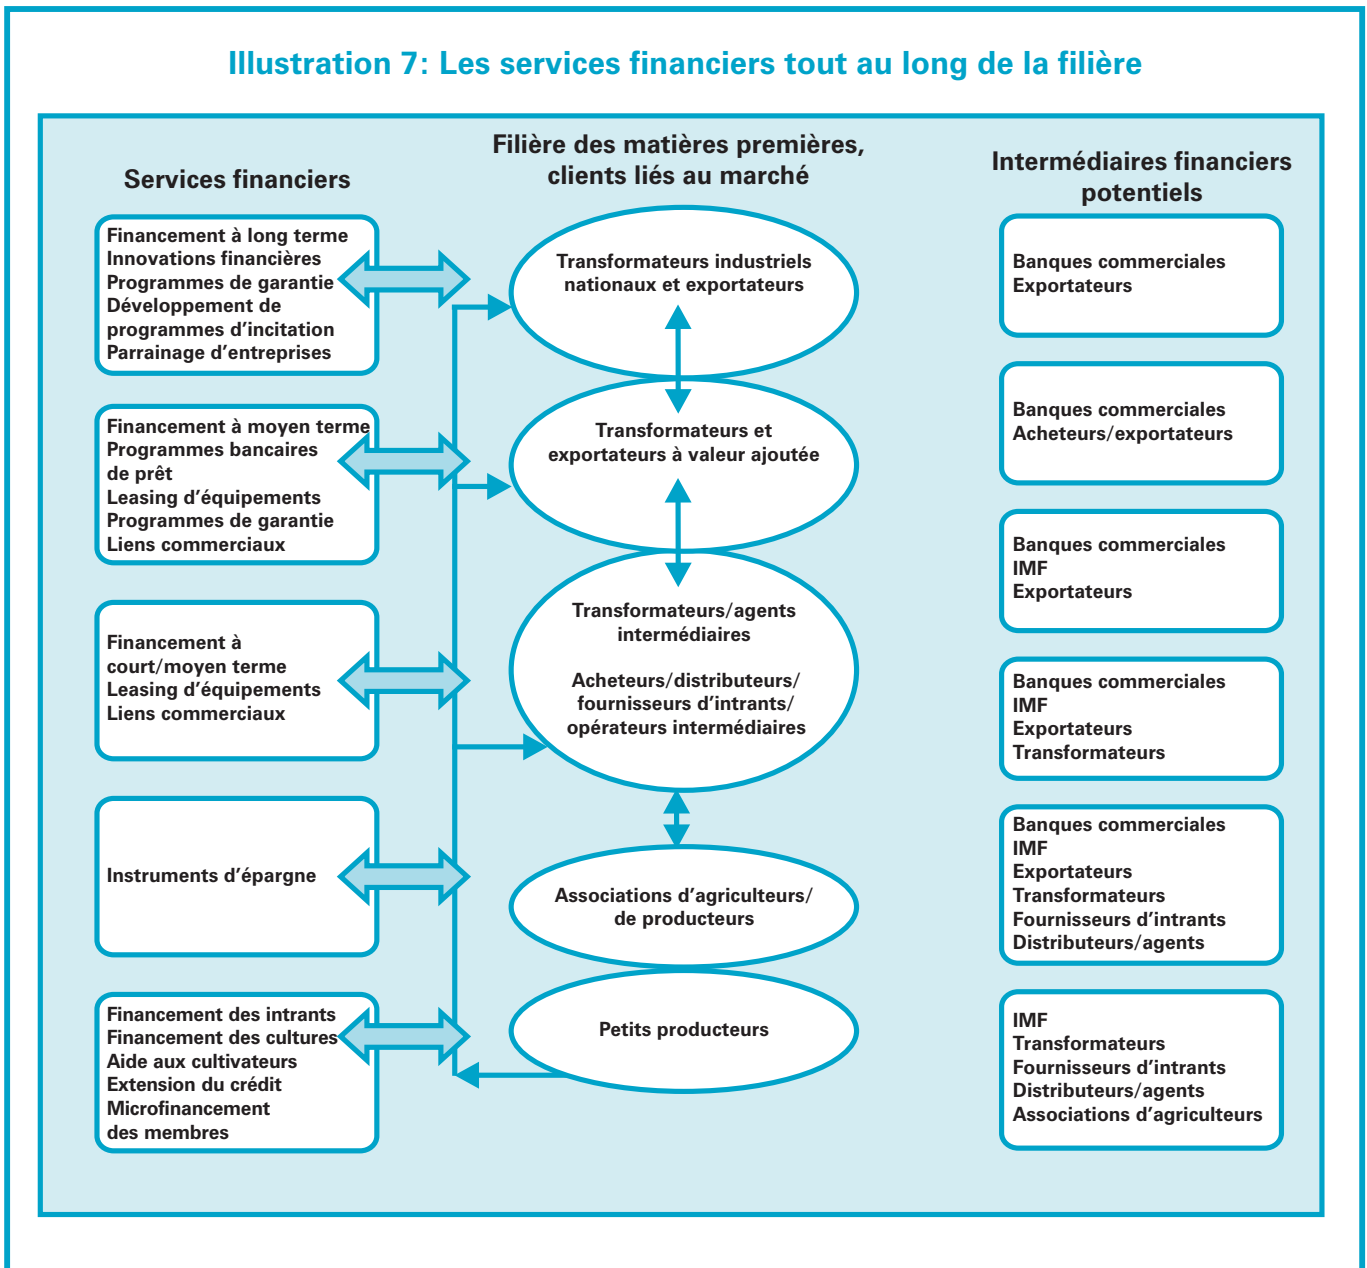 Illustration 7: Les services financiers tout au long de la filière
Services financiers
Financement à long terme
Innovations financières
Programmes de garantie
Développement de
programmes d'incitation
Parrainage d'entreprises
Financement à moyen terme
Programmes bancaires
de prêt
Leasing d'équipements
Programmes de garantie
Liens commerciaux
Financement à
court/moyen terme
Leasing d'équipements
Liens commerciaux
Instruments d'épargne
Financement des intrants
Financement des cultures
Aide aux cultivateurs
Extension du crédit
Microfinancement
des membres
Filière des matières premières,
clients liés au marché
Transformateurs industriels
nationaux et exportateurs
Transformateurs et
exportateurs à valeur ajoutée
Transformateurs/agents
intermédiaires
Acheteurs/distributeurs/
fournisseurs d'intrants/
opérateurs intermédiaires
Associations d'agriculteurs/
de producteurs
Petits producteurs
Intermédiaires financiers
potentiels
Banques commerciales
Exportateurs
Banques commerciales
Acheteurs/exportateurs
Banques commerciales
IMF
Exportateurs
Banques commerciales
IMF
Exportateurs
Transformateurs
Banques commerciales
IMF
Exportateurs
Transformateurs
Fournisseurs d'intrants
Distributeurs/agents
IMF
Transformateurs
Fournisseurs d'intrants
Distributeurs/agents
Associations d'agriculteurs